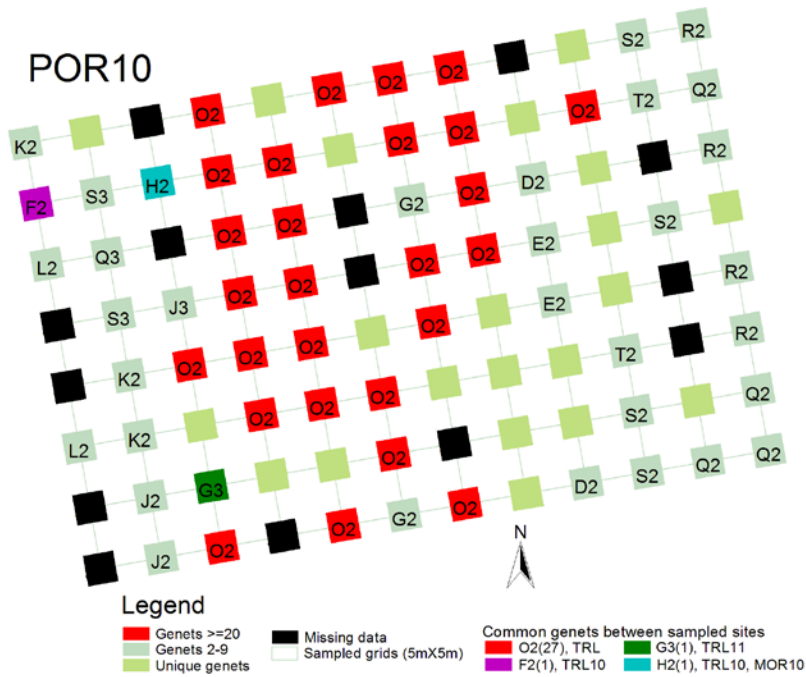 POR10
K2 O2 O2 O2 O2 S2 R2
F2 S3 H2 O2 O2 O2 O2 O2 T2 Q2
L2 Q3 O2 O2 G2 O2 D2 R2
S3 J3 O2 O2 O2 O2 E2 S2
K2 O2 O2 O2 O2 E2 R2
L2 K2 O2 O2 O2 T2 R2
J2 G3 O2 S2 Q2
J2 O2 O2 G2 O2 D2 S2 Q2 Q2
N
Legend
Genets >=20
Genets 2-9
Unique genets
Missing data
Sampled grids (5mX5m)
Common genets between sampled sites
O2(27), TRL
F2(1), TRL10
G3(1), TRL11
H2(1), TRL10, MOR10